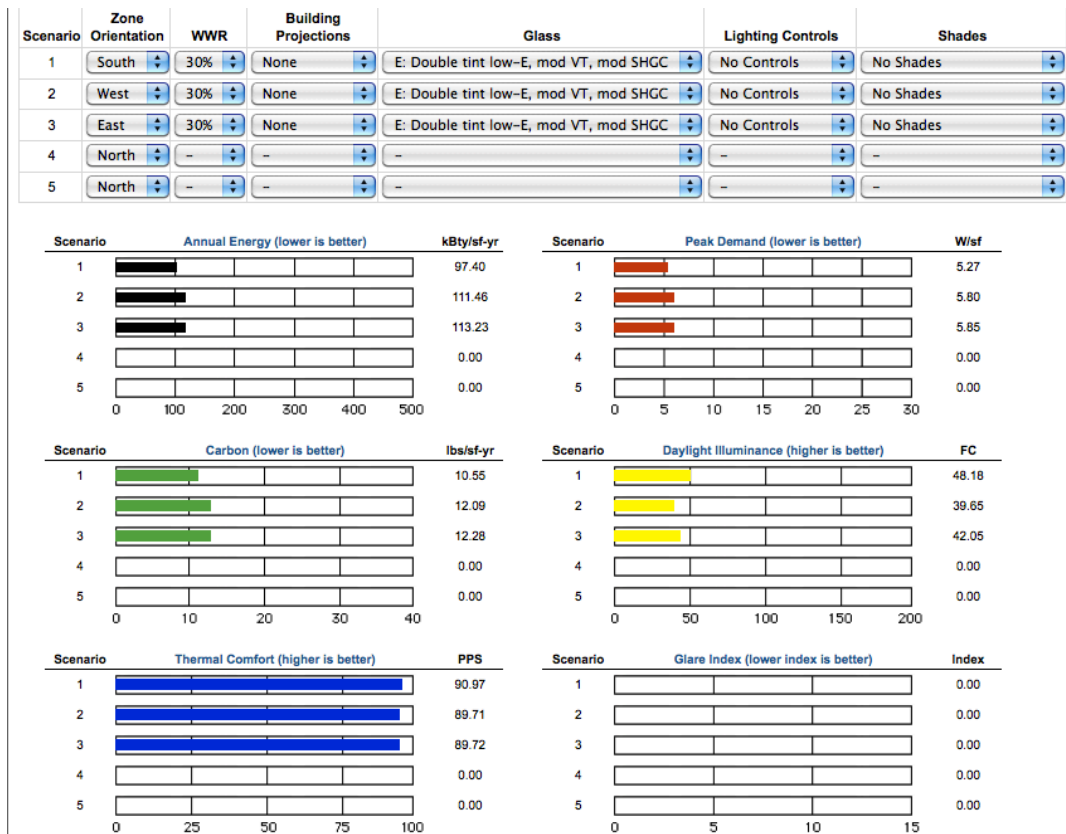 Scenario Zone Orientation WWR Building Projections Glass Lighting Controls Shades
1 South 30% None E: Double tint low-E, mod VT, mod SHGC No Controls No Shades
2 West 30% None E: Double tint low-E, mod VT, mod SHGC No Controls No Shades
3 East 30% None E: Double tint low-E, mod VT, mod SHGC No Controls No Shades
4 North - - - - -
5 North - - - - -
Scenario Annual Energy (lower is better) kBty/sf-yr
1 97.40
2 111.46
3 113.23
4 0.00
5 0.00
0 100 200 300 400 500
Scenario Peak Demand (lower is better) W/sf
1 5.27
2 5.80
3 5.85
4 0.00
5 0.00
0 5 10 15 20 25 30
Scenario Carbon (lower is better) lbs/sf-yr
1 10.55
2 12.09
3 12.28
4 0.00
5 0.00
0 10 20 30 40
Scenario Daylight Illuminance (higher is better) FC
1 48.18
2 39.65
3 42.05
4 0.00
5 0.00
0 50 100 150 200
Scenario Thermal Comfort (higher is better) PPS
1 90.97
2 89.71
3 89.72
4 0.00
5 0.00
0 25 50 75 100
Scenario Glare Index (lower index is better) Index
1 0.00
2 0.00
3 0.00
4 0.00
5 0.00
0 5 10 15